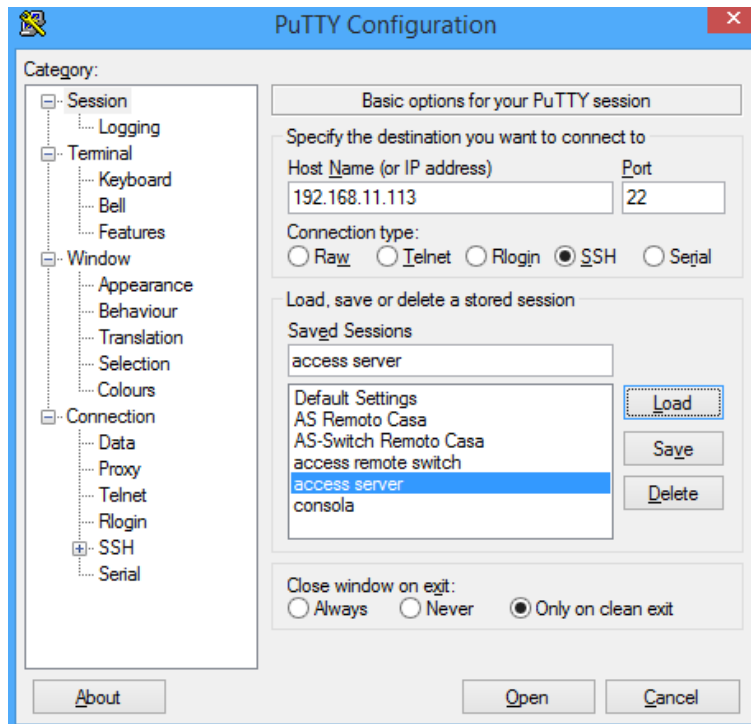 PuTTY Configuration
Category:
Session
Logging
Terminal
Keyboard
Bell
Features
Window
Appearance
Behaviour
Translation
Selection
Colours
Connection
Data
Proxy
Telnet
Rlogin
SSH
Serial
Basic options for your PuTTY session
Specify the destination you want to connect to
Host Name (or IP address) Port
192.168.11.113 22
Connection type:
Raw Telnet Rlogin SSH Serial
Load, save or delete a stored session
Saved Sessions
access server
Default Settings
AS Remoto Casa
AS-Switch Remoto Casa
access remote switch
access server
consola
Load
Save
Delete
Close window on exit:
Always Never Only on clean exit
About Open Cancel